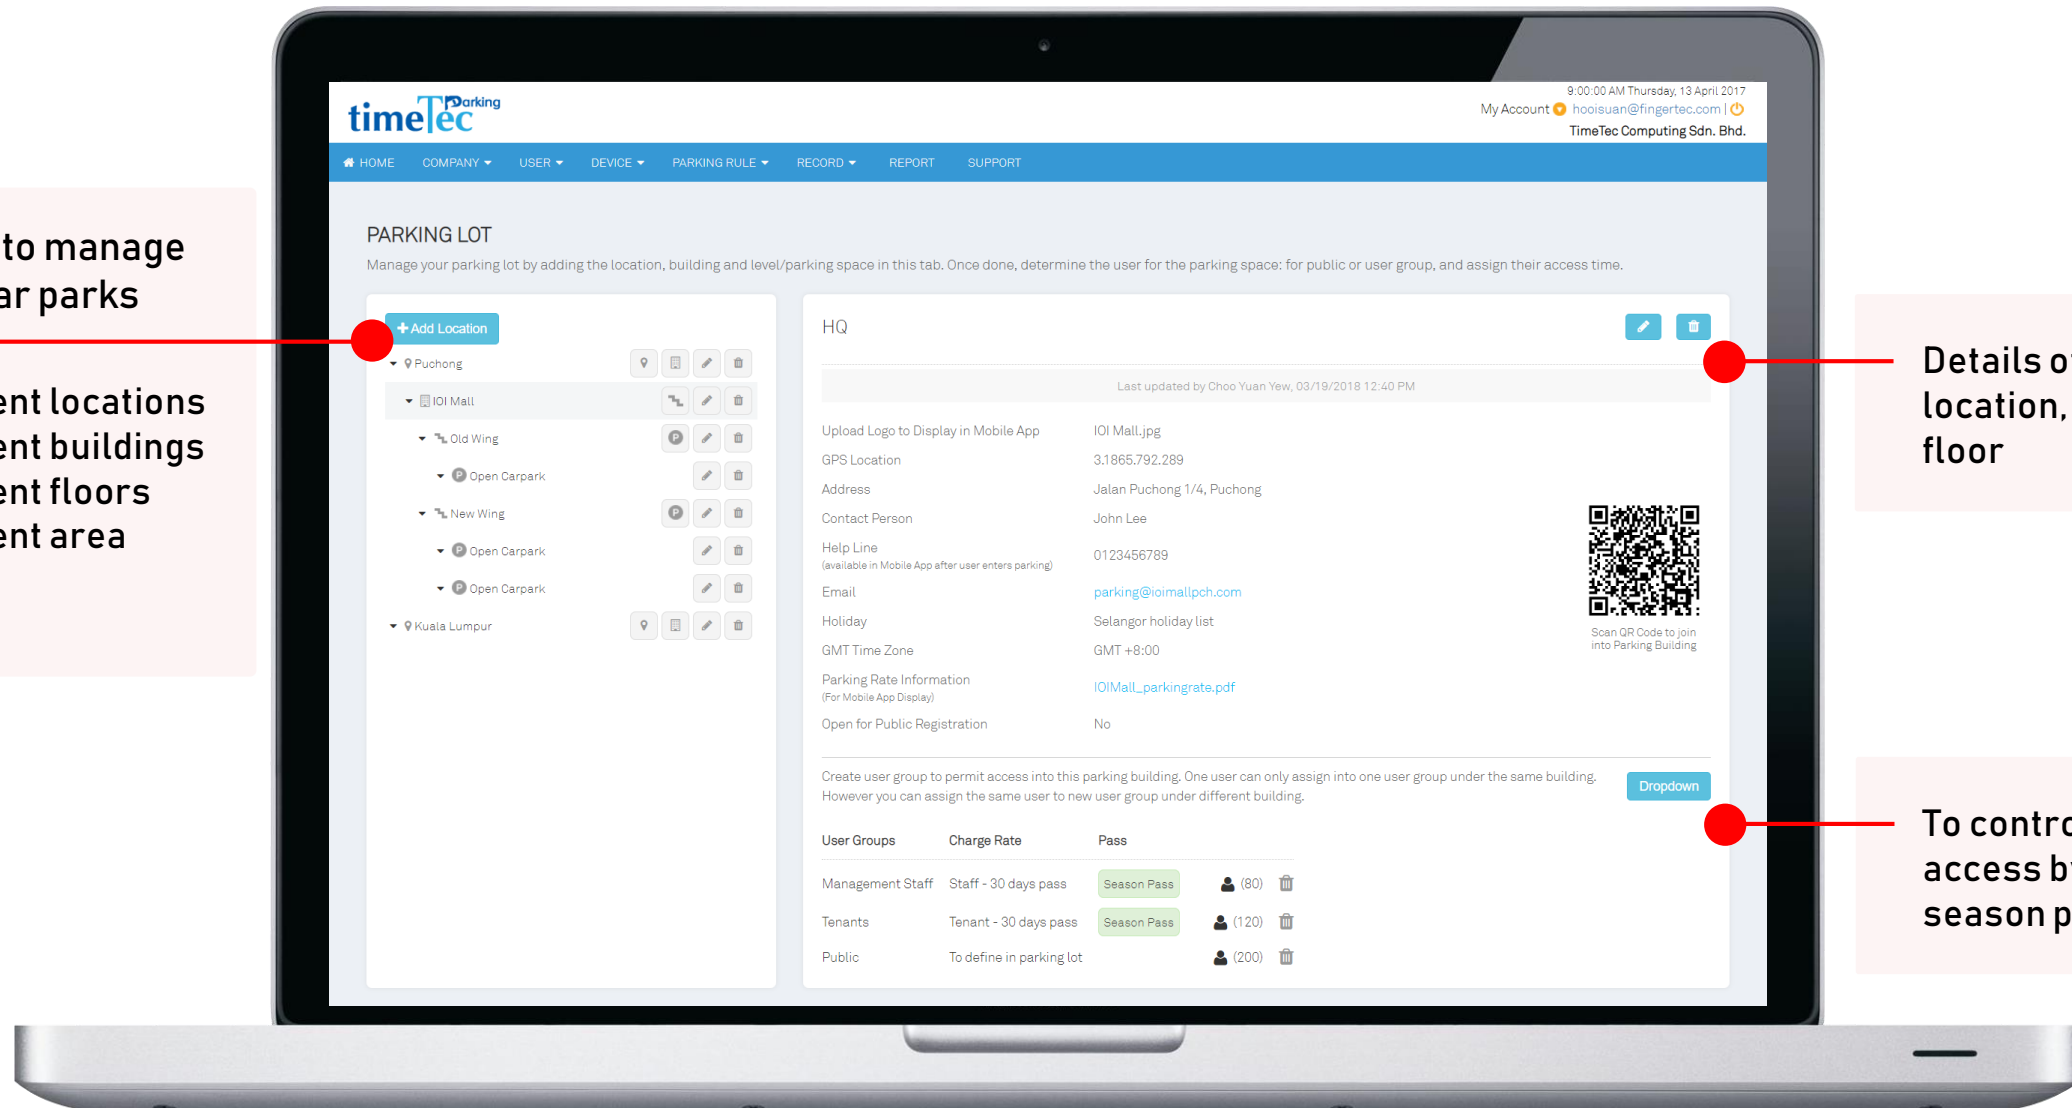 timeTec Parking
9:00:00 AM Thursday, 13 April 2017
My Account hooisuan@fingertec.com |
TimeTec Computing Sdn. Bhd.
HOME COMPANY USER DEVICE PARKING RULE RECORD REPORT SUPPORT
PARKING LOT
Manage your parking lot by adding the location, building and level/parking space in this tab. Once done, determine the user for the parking space: for public or user group, and assign their access time.
to manage
ar parks
ent locations
ent buildings
ent floors
ent area
+ Add Location
Puchong
IOI Mall
Old Wing
P
P Open Carpark
New Wing
P
P Open Carpark
P Open Carpark
Kuala Lumpur
HQ
Last updated by Choo Yuan Yew, 03/19/2018 12:40 PM
Upload Logo to Display in Mobile App IOI Mall.jpg
GPS Location 3.1865.792.289
Address Jalan Puchong 1/4, Puchong
Contact Person John Lee
Help Line 0123456789
(available in Mobile App after user enters parking)
Email parking@ioimallpch.com
Holiday Selangor holiday list
GMT Time Zone GMT +8:00
Parking Rate Information IOIMall_parkingrate.pdf
(For Mobile App Display)
Open for Public Registration No
Scan QR Code to join
into Parking Building
Create user group to permit access into this parking building. One user can only assign into one user group under the same building.
However you can assign the same user to new user group under different building.
Dropdown
User Groups Charge Rate Pass
Management Staff Staff - 30 days pass Season Pass (80)
Tenants Tenant - 30 days pass Season Pass (120)
Public To define in parking lot (200)
Details of
location,
floor
To contro
access by
season p